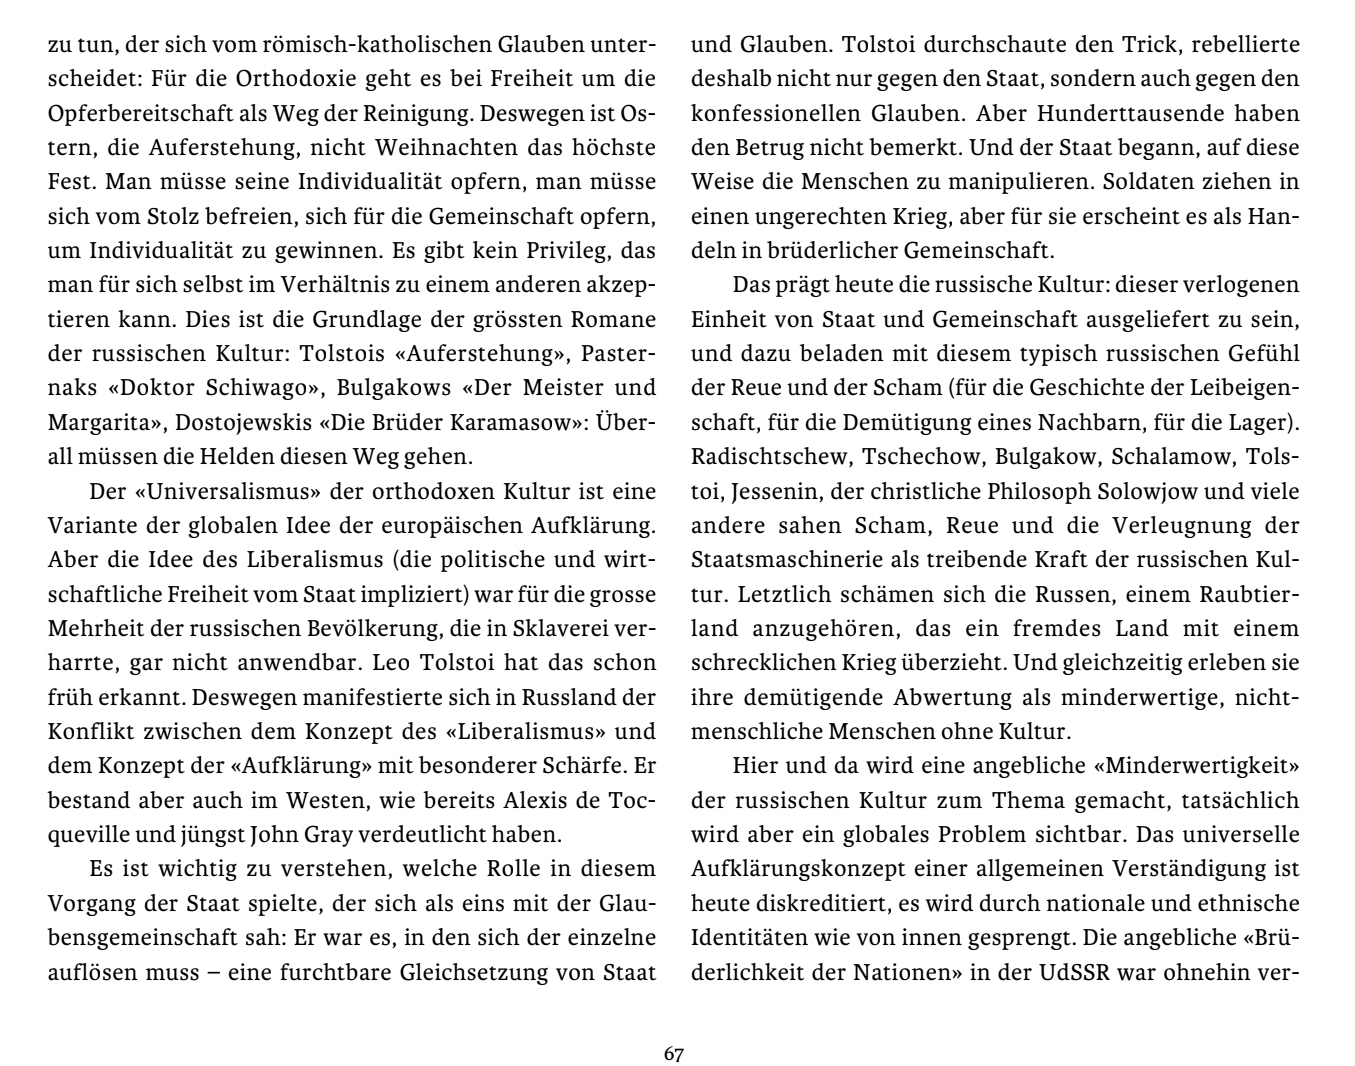 zu tun, der sich vom römisch-katholischen Glauben unter-
scheidet: Für die Orthodoxie geht es bei Freiheit um die
Opferbereitschaft als Weg der Reinigung. Deswegen ist Os-
tern, die Auferstehung, nicht Weihnachten das höchste
Fest. Man müsse seine Individualität opfern, man müsse
sich vom Stolz befreien, sich für die Gemeinschaft opfern,
um Individualität zu gewinnen. Es gibt kein Privileg, das
man für sich selbst im Verhältnis zu einem anderen akzep-
tieren kann. Dies ist die Grundlage der grössten Romane
der russischen Kultur: Tolstois «Auferstehung», Paster-
naks «Doktor Schiwago», Bulgakows «Der Meister und
Margarita», Dostojewskis «Die Brüder Karamasow»: Über-
all müssen die Helden diesen Weg gehen.
Der «Universalismus» der orthodoxen Kultur ist eine
Variante der globalen Idee der europäischen Aufklärung.
Aber die Idee des Liberalismus (die politische und wirt-
schaftliche Freiheit vom Staat impliziert) war für die grosse
Mehrheit der russischen Bevölkerung, die in Sklaverei ver-
harrte, gar nicht anwendbar. Leo Tolstoi hat das schon
früh erkannt. Deswegen manifestierte sich in Russland der
Konflikt zwischen dem Konzept des «Liberalismus» und
dem Konzept der «Aufklärung» mit besonderer Schärfe. Er
bestand aber auch im Westen, wie bereits Alexis de Toc-
queville und jüngst John Gray verdeutlicht haben.
Es ist wichtig zu verstehen, welche Rolle in diesem
Vorgang der Staat spielte, der sich als eins mit der Glau-
bensgemeinschaft sah: Er war es, in den sich der einzelne
auflösen muss – eine furchtbare Gleichsetzung von Staat
und Glauben. Tolstoi durchschaute den Trick, rebellierte
deshalb nicht nur gegen den Staat, sondern auch gegen den
konfessionellen Glauben. Aber Hunderttausende haben
den Betrug nicht bemerkt. Und der Staat begann, auf diese
Weise die Menschen zu manipulieren. Soldaten ziehen in
einen ungerechten Krieg, aber für sie erscheint es als Han-
deln in brüderlicher Gemeinschaft.
Das prägt heute die russische Kultur: dieser verlogenen
Einheit von Staat und Gemeinschaft ausgeliefert zu sein,
und dazu beladen mit diesem typisch russischen Gefühl
der Reue und der Scham (für die Geschichte der Leibeigen-
schaft, für die Demütigung eines Nachbarn, für die Lager).
Radischtschew, Tschechow, Bulgakow, Schalamow, Tols-
toi, Jessenin, der christliche Philosoph Solowjow und viele
andere sahen Scham, Reue und die Verleugnung der
Staatsmaschinerie als treibende Kraft der russischen Kul-
tur. Letztlich schämen sich die Russen, einem Raubtier-
land anzugehören, das ein fremdes Land mit einem
schrecklichen Krieg überzieht. Und gleichzeitig erleben sie
ihre demütigende Abwertung als minderwertige, nicht-
menschliche Menschen ohne Kultur.
Hier und da wird eine angebliche «Minderwertigkeit»
der russischen Kultur zum Thema gemacht, tatsächlich
wird aber ein globales Problem sichtbar. Das universelle
Aufklärungskonzept einer allgemeinen Verständigung ist
heute diskreditiert, es wird durch nationale und ethnische
Identitäten wie von innen gesprengt. Die angebliche «Brü-
derlichkeit der Nationen» in der UdSSR war ohnehin ver-
67